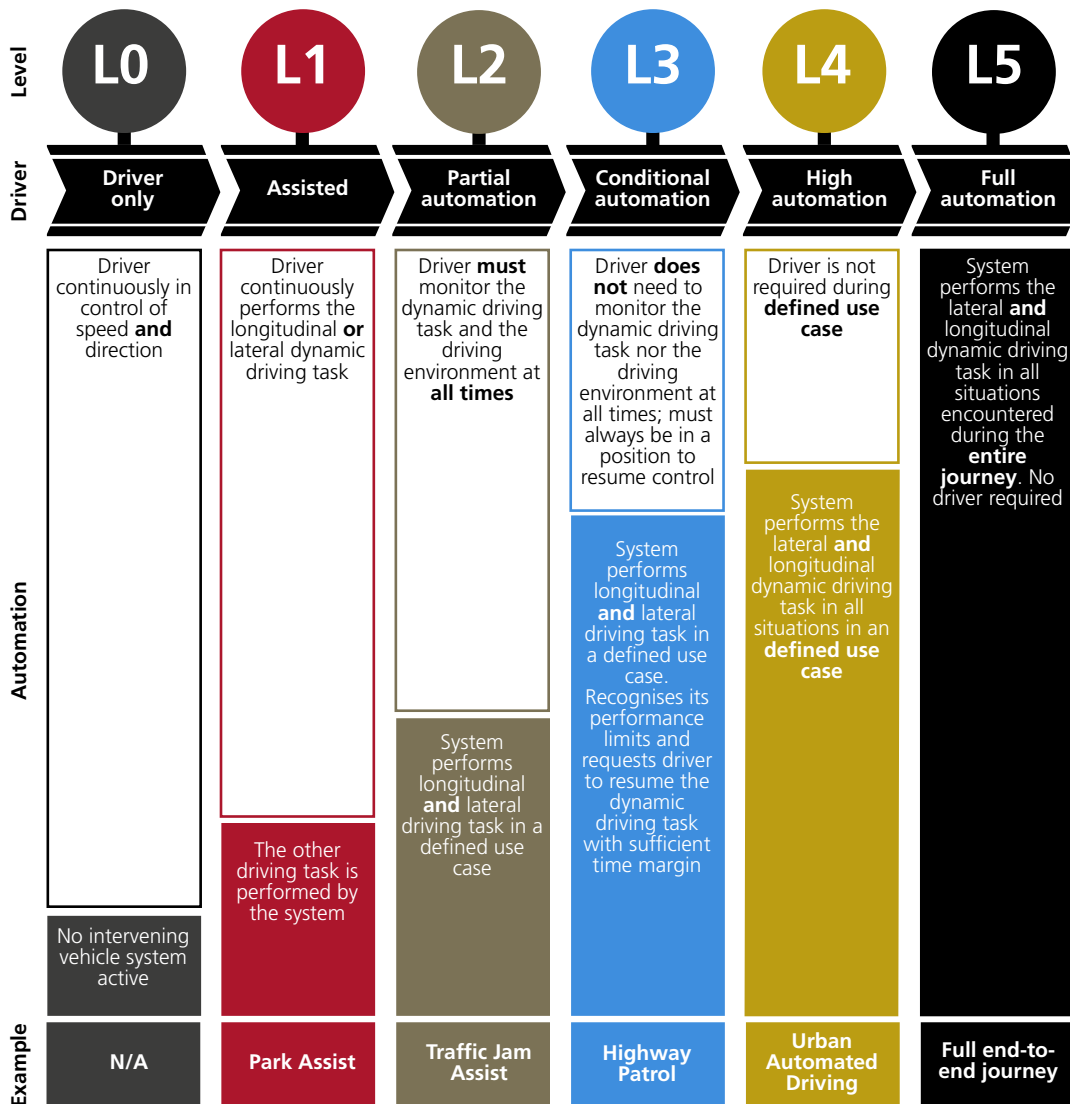 Level
L0
L1
L2
L3
L4
L5
Driver
Driver
only
Assisted
Partial
automation
Conditional
automation
High
automation
Full
automation
Automation
Driver
continuously in
control of
speed and
direction
No intervening
vehicle system
active
Driver
continuously
performs the
longitudinal or
lateral dynamic
driving task
The other
driving task is
performed by
the system
Driver must
monitor the
dynamic driving
task and the
driving
environment at
all times
System
performs
longitudinal
and lateral
driving task in a
defined use
case
Driver does
not need to
monitor the
dynamic driving
task nor the
driving
environment at
all times; must
always be in a
position to
resume control
System
performs
longitudinal
and lateral
driving task in
a defined use
case.
Recognises its
performance
limits and
requests driver
to resume the
dynamic
driving task
with sufficient
time margin
Driver is not
required during
defined use
case
System
performs the
lateral and
longitudinal
dynamic driving
task in all
situations in an
defined use
case
System
performs the
lateral and
longitudinal
dynamic driving
task in all
situations
encountered
during the
entire
journey. No
driver required
Example
N/A
Park Assist
Traffic Jam
Assist
Highway
Patrol
Urban
Automated
Driving
Full end-to-
end journey